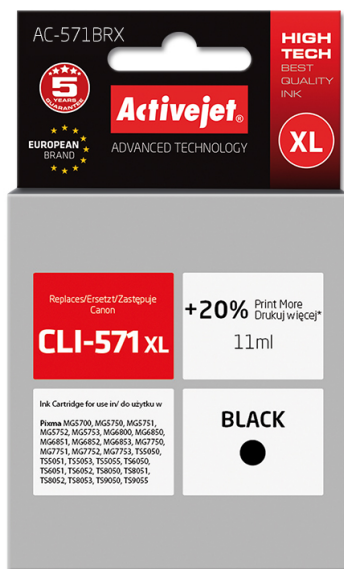 AC-571BRX
HIGH
TECH
BEST
QUALITY
INK
5
YEARS
GUARANTEE
Activejet®
EUROPEAN
BRAND
ADVANCED TECHNOLOGY
XL
Replaces/Ersetzt/Zastępuje
Canon
CLI-571 XL
+20% Print More
Drukuj więcej*
11ml
Ink Cartridge for use in/ do użytku w
Pixma MG5700, MG5750, MG5751,
MG5752, MG5753, MG6800, MG6850,
MG6851, MG6852, MG6853, MG7750,
MG7751, MG7752, MG7753, TS5050,
TS5051, TS5053, TS5055, TS6050,
TS6051, TS6052, TS8050, TS8051,
TS8052, TS8053, TS9050, TS9055
BLACK